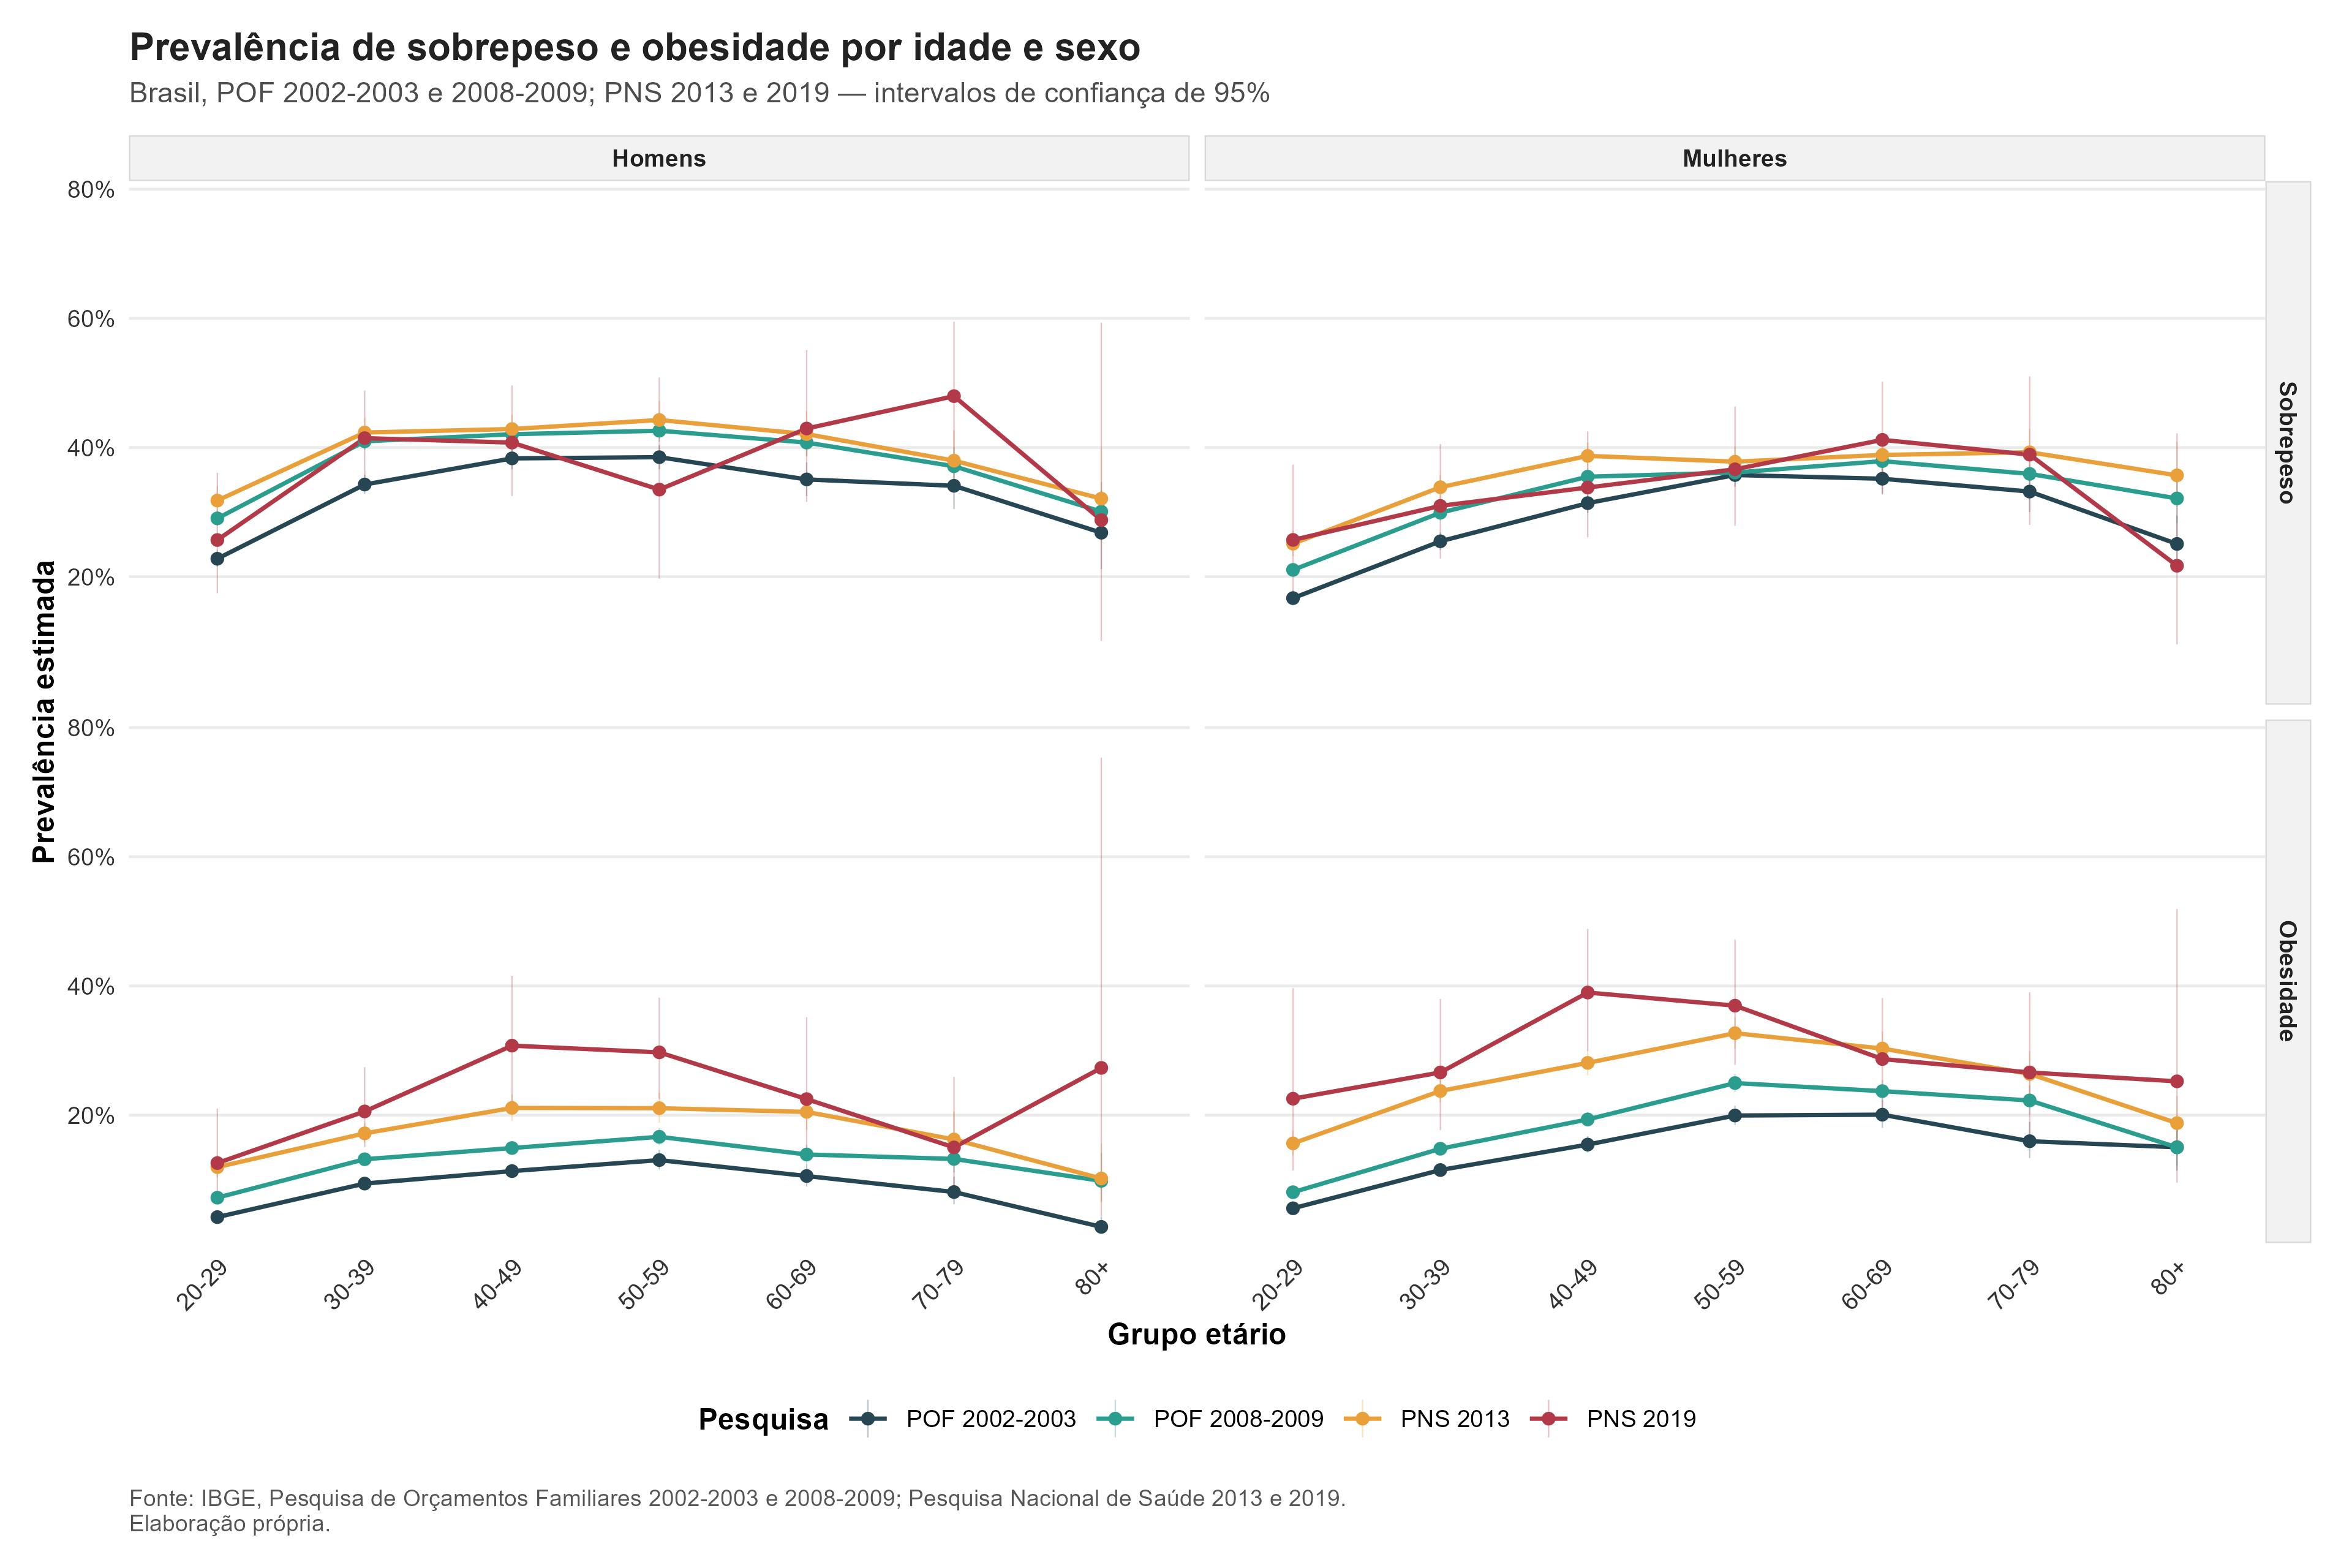 Prevalência de sobrepeso e obesidade por idade e sexo
Brasil, POF 2002-2003 e 2008-2009; PNS 2013 e 2019 — intervalos de confiança de 95%
Homens
Mulheres
80%
60%
40%
20%
Sobrepeso
80%
60%
40%
20%
Obesidade
Prevalência estimada
20-29
30-39
40-49
50-59
60-69
70-79
80+
20-29
30-39
40-49
50-59
60-69
70-79
80+
Grupo etário
Pesquisa POF 2002-2003 POF 2008-2009 PNS 2013 PNS 2019
Fonte: IBGE, Pesquisa de Orçamentos Familiares 2002-2003 e 2008-2009; Pesquisa Nacional de Saúde 2013 e 2019.
Elaboração própria.